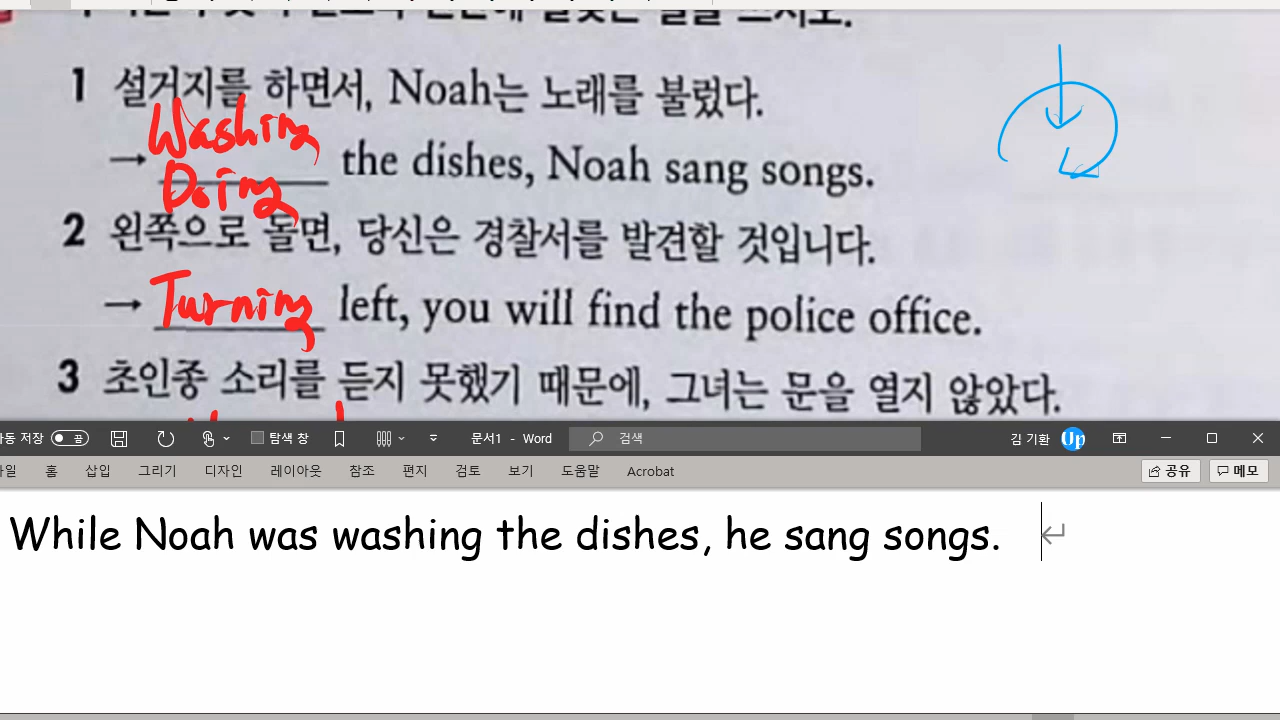 1 설거지를 하면서, Noah는 노래를 불렀다.
Washing
→ the dishes, Noah sang songs.
Doing
2 왼쪽으로 돌면, 당신은 경찰서를 발견할 것입니다.
→ Turning left, you will find the police office.
3 초인종 소리를 듣지 못했기 때문에, 그녀는 문을 열지 않았다.
동 저장 끔 탐색 창 문서1 - Word 검색 김 기환 Up
일 홈 삽입 그리기 디자인 레이아웃 참조 편지 검토 보기 도움말 Acrobat 공유 메모
While Noah was washing the dishes, he sang songs.